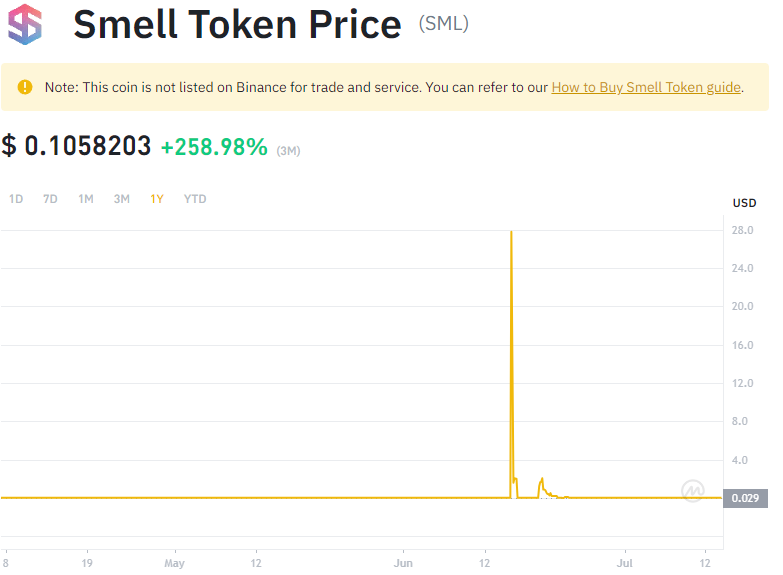 Smell Token Price (SML)
Note: This coin is not listed on Binance for trade and service. You can refer to our How to Buy Smell Token guide.
$ 0.1058203 +258.98% (3M)
1D 7D 1M 3M 1Y YTD
USD
28.0
24.0
20.0
16.0
12.0
8.0
4.0
0.029
8 19 May 12 Jun 12 Jul 12